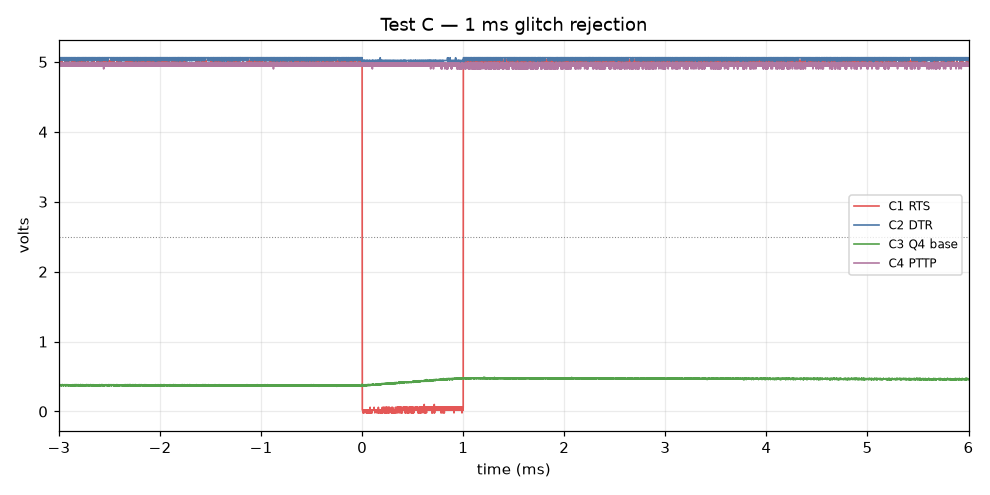 Test C — 1 ms glitch rejection
volts
5
4
3
2
1
0
C1 RTS
C2 DTR
C3 Q4 base
C4 PTTP
−3 −2 −1 0 1 2 3 4 5 6
time (ms)